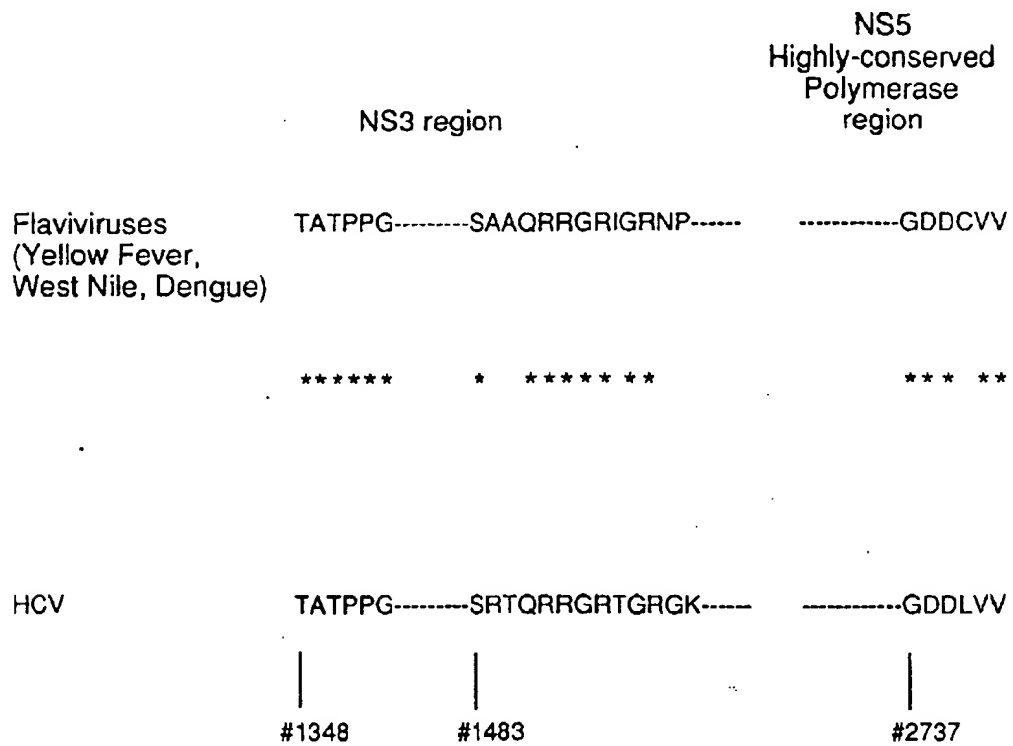 NS5
Highly-conserved
Polymerase
region
NS3 region
Flaviviruses
(Yellow Fever,
West Nile, Dengue)
TATPPG---------SAAQRRGRIGRNP------ -----------GDDCVV
****** * ***** ** *** **
HCV TATPPG---------SRTQRRGRTGRGK------ -----------GDDLVV
#1348 #1483 #2737